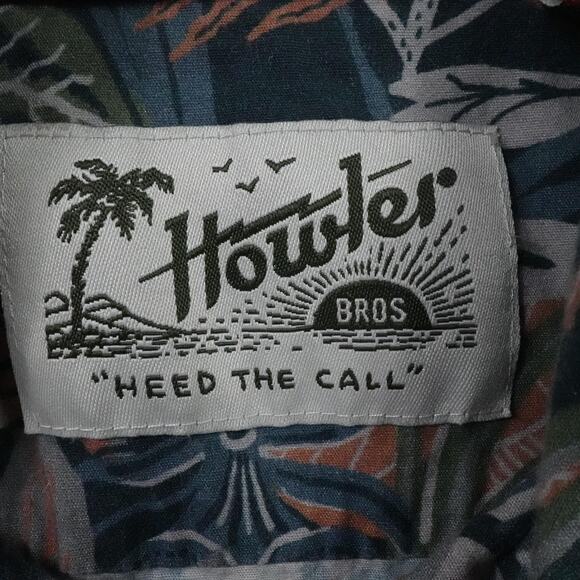 Howler
BROS
"HEED THE CALL"